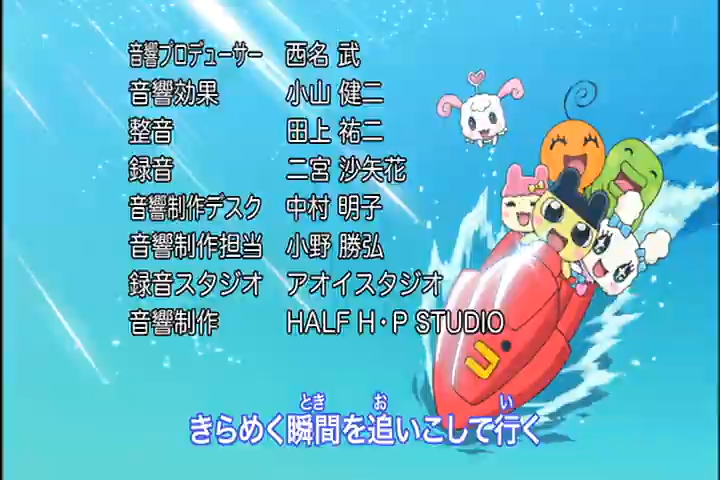 音響プロデューサー 西名 武
音響効果 小山 健二
整音 田上 祐二
録音 二宮 沙矢花
音響制作デスク 中村 明子
音響制作担当 小野 勝弘
録音スタジオ アオイスタジオ
音響制作 HALF H・P STUDIO
とき お い
きらめく瞬間を追いこして行く